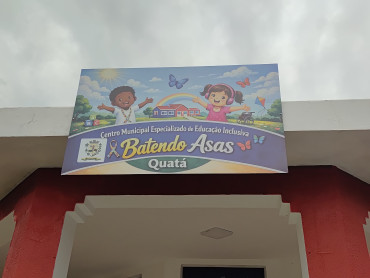 Centro Municipal Especializado de Educação Inclusiva
Batendo Asas
Quatá